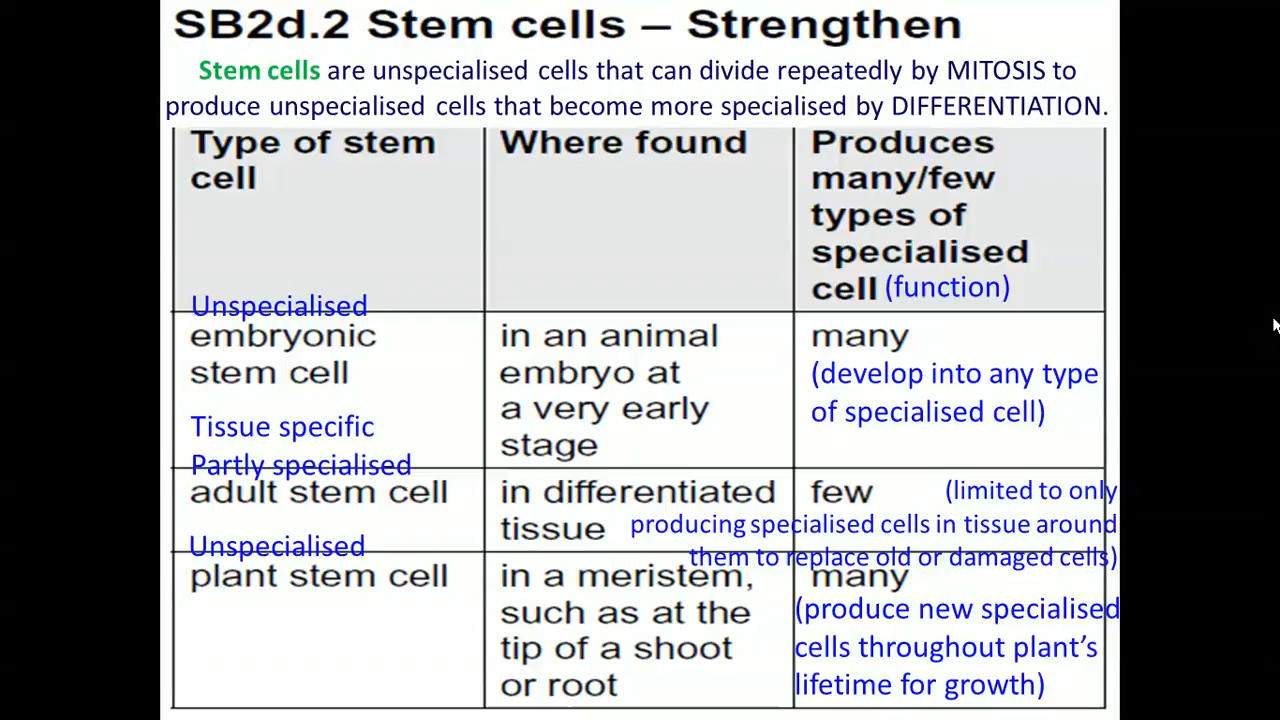 SB2d.2 Stem cells – Strengthen
Stem cells are unspecialised cells that can divide repeatedly by MITOSIS to
produce unspecialised cells that become more specialised by DIFFERENTIATION.
Type of stem
cell
Where found
Produces
many/few
types of
specialised
cell (function)
Unspecialised
embryonic
stem cell
in an animal
embryo at
a very early
stage
many
(develop into any type
of specialised cell)
Tissue specific
Partly specialised
adult stem cell
in differentiated
tissue
few
(limited to only
producing specialised cells in tissue around
them to replace old or damaged cells)
Unspecialised
plant stem cell
in a meristem,
such as at the
tip of a shoot
or root
many
(produce new specialised
cells throughout plant’s
lifetime for growth)